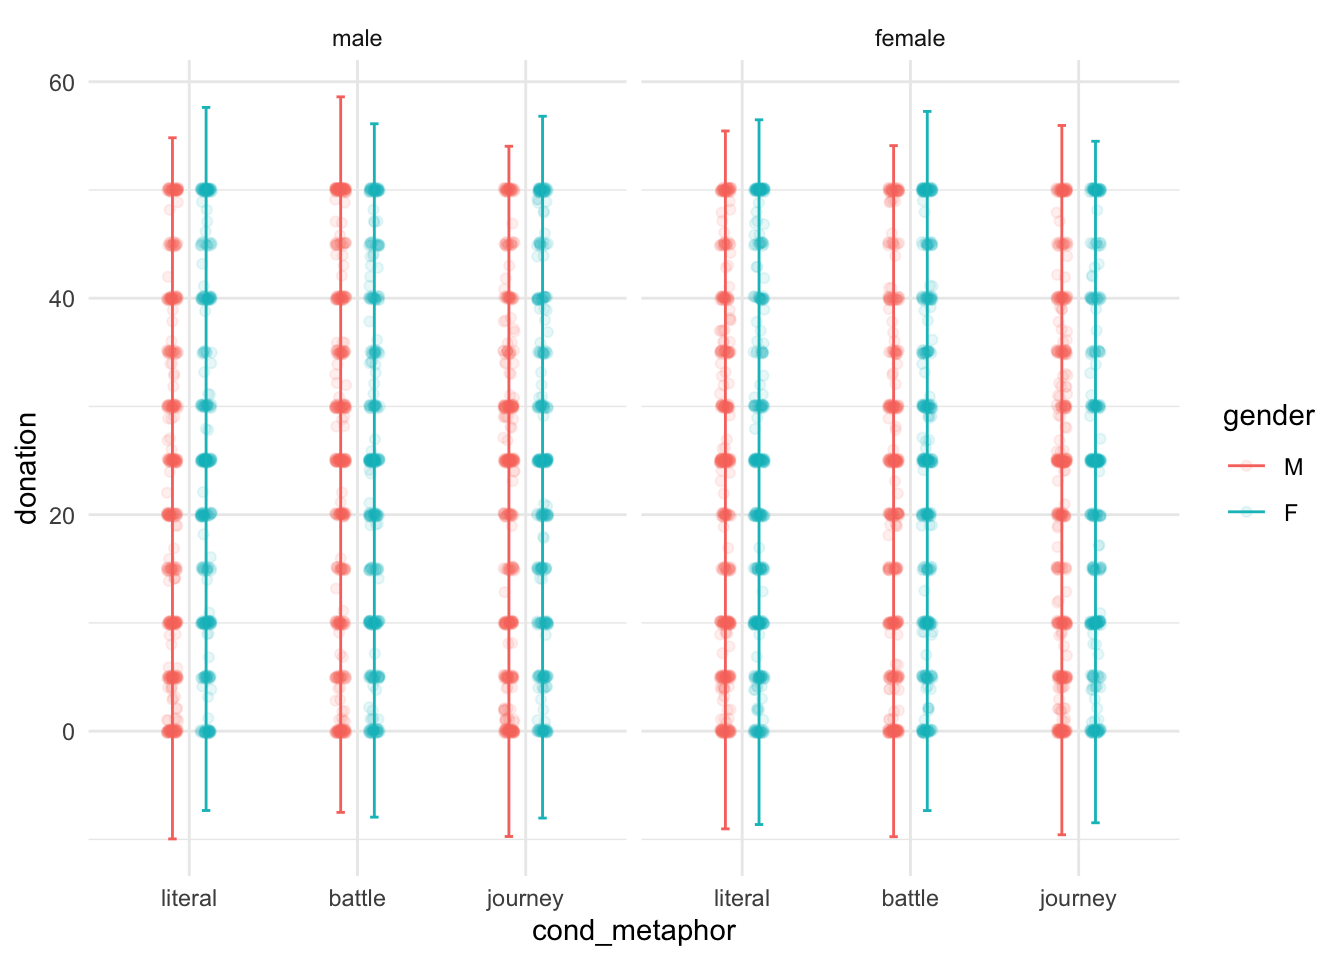 male
female
60
40
20
0
donation
literal
battle
journey
literal
battle
journey
cond_metaphor
gender
M
F